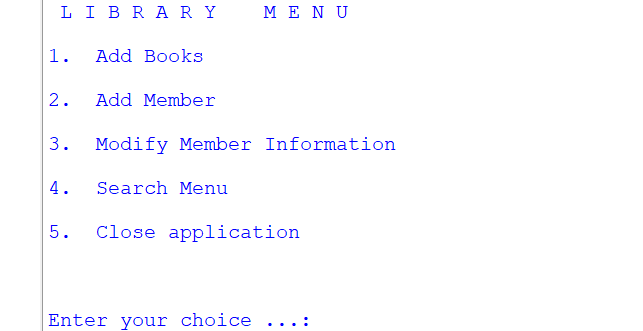 L I B R A R Y    M E N U
1.  Add Books
2.  Add Member
3.  Modify Member Information
4.  Search Menu
5.  Close application
Enter your choice ...: